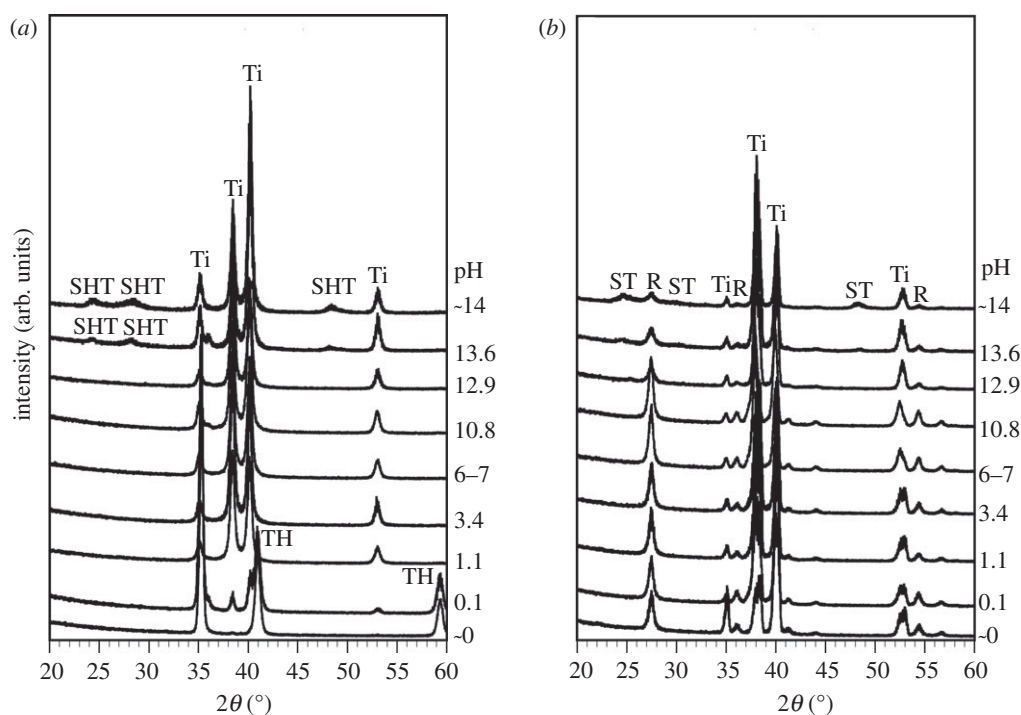 (a)
intensity (arb. units)
Ti
Ti
Ti
SHT SHT
SHT
Ti
pH
SHT SHT
~14
13.6
12.9
10.8
6–7
3.4
1.1
TH
TH
0.1
~0
20 25 30 35 40 45 50 55 60
2θ (°)
(b)
Ti
Ti
ST R ST
Ti R
ST
Ti
R
pH
~14
13.6
12.9
10.8
6–7
3.4
1.1
0.1
~0
20 25 30 35 40 45 50 55 60
2θ (°)